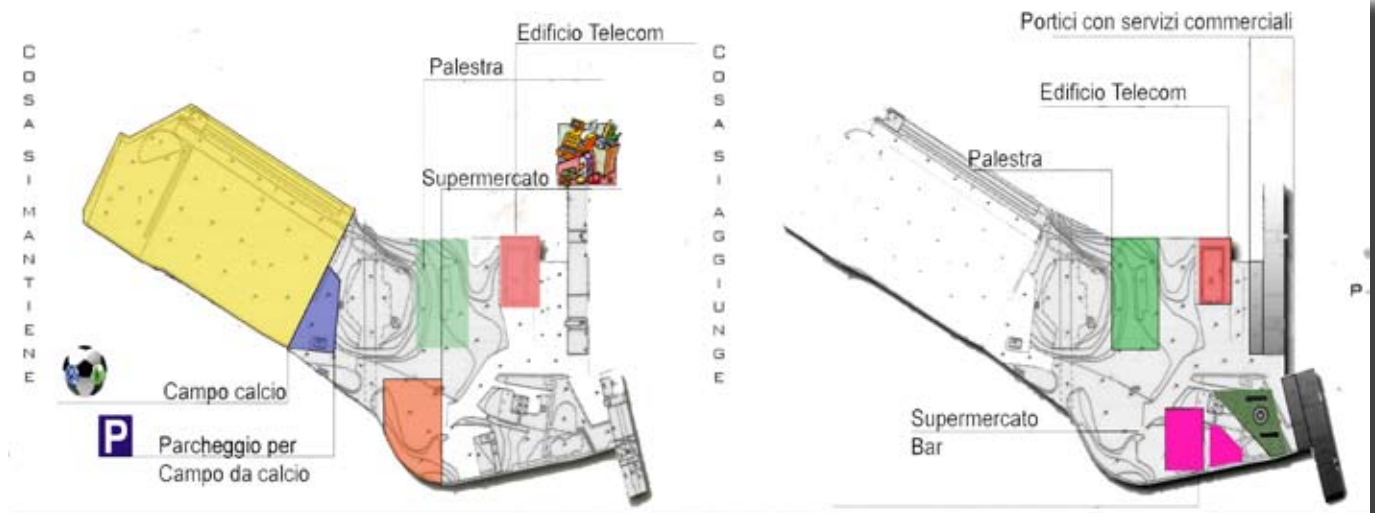 COSA SI MANTIENE
Edificio Telecom
Palestra
Supermercato
Campo calcio
P
Parcheggio per
Campo da calcio
COSA SI AGGIUNGE
Portici con servizi commerciali
Edificio Telecom
Palestra
Supermercato
Bar
P